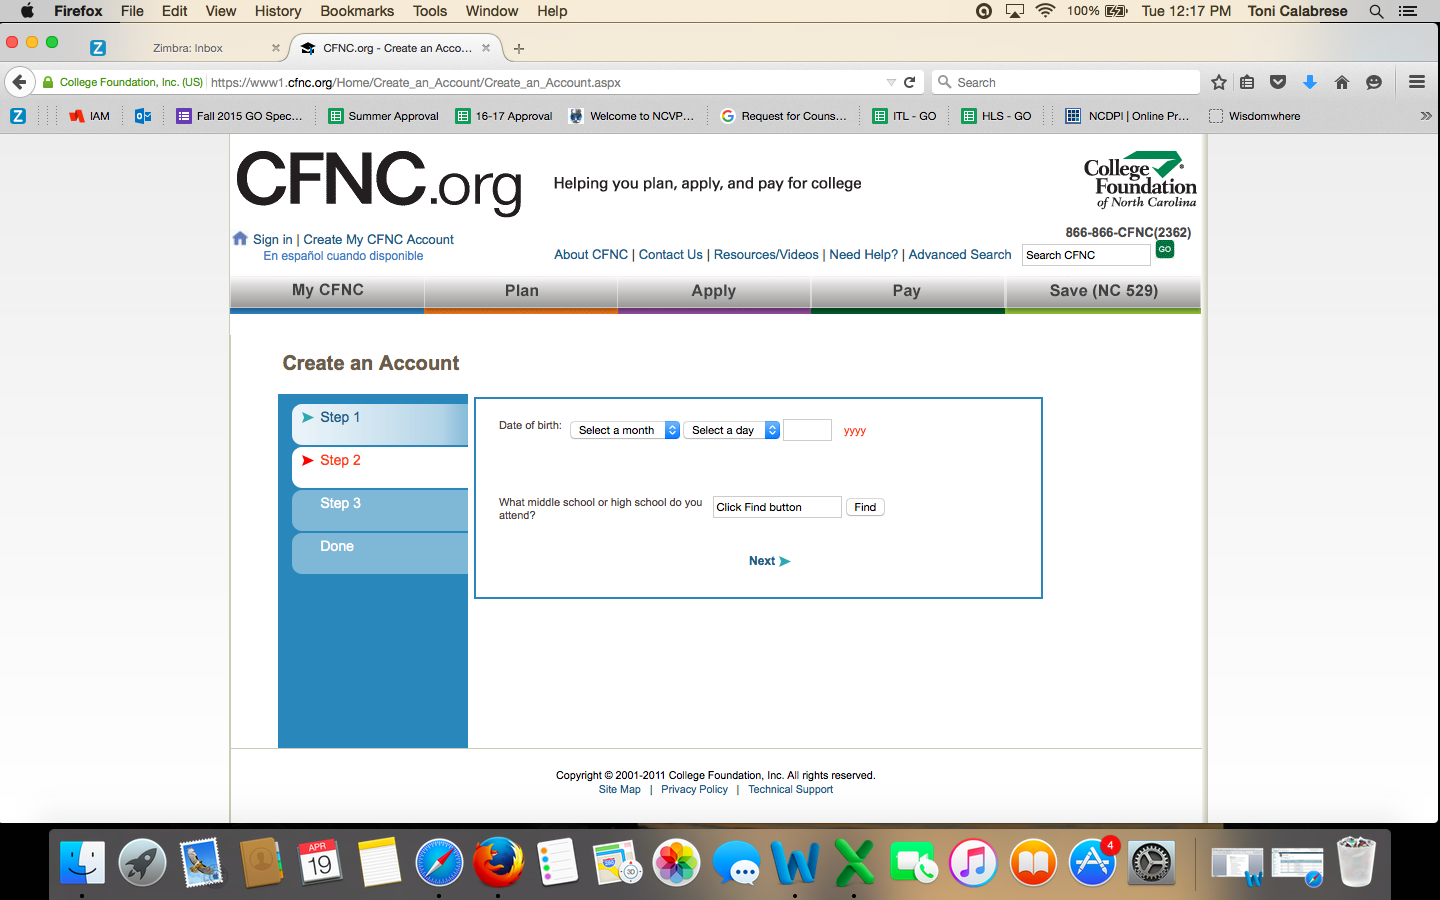 Firefox File Edit View History Bookmarks Tools Window Help 100% Tue 12:17 PM Toni Calabrese
Zimbra: Inbox CFNC.org - Create an Acco...
College Foundation, Inc. (US) https://www1.cfnc.org/Home/Create_an_Account/Create_an_Account.aspx Search
IAM Fall 2015 GO Spec... Summer Approval 16-17 Approval Welcome to NCVP... Request for Couns... ITL - GO HLS - GO NCDPI | Online Pr... Wisdomwhere
CFNC.org Helping you plan, apply, and pay for college
College
Foundation
of North Carolina
866-866-CFNC(2362)
Sign in | Create My CFNC Account
En español cuando disponible
About CFNC | Contact Us | Resources/Videos | Need Help? | Advanced Search Search CFNC GO
My CFNC Plan Apply Pay Save (NC 529)
Create an Account
Step 1
Step 2
Step 3
Done
Date of birth: Select a month Select a day yyyy
What middle school or high school do you
attend?
Click Find button Find
Next
Copyright © 2001-2011 College Foundation, Inc. All rights reserved.
Site Map | Privacy Policy | Technical Support
APR
19
4